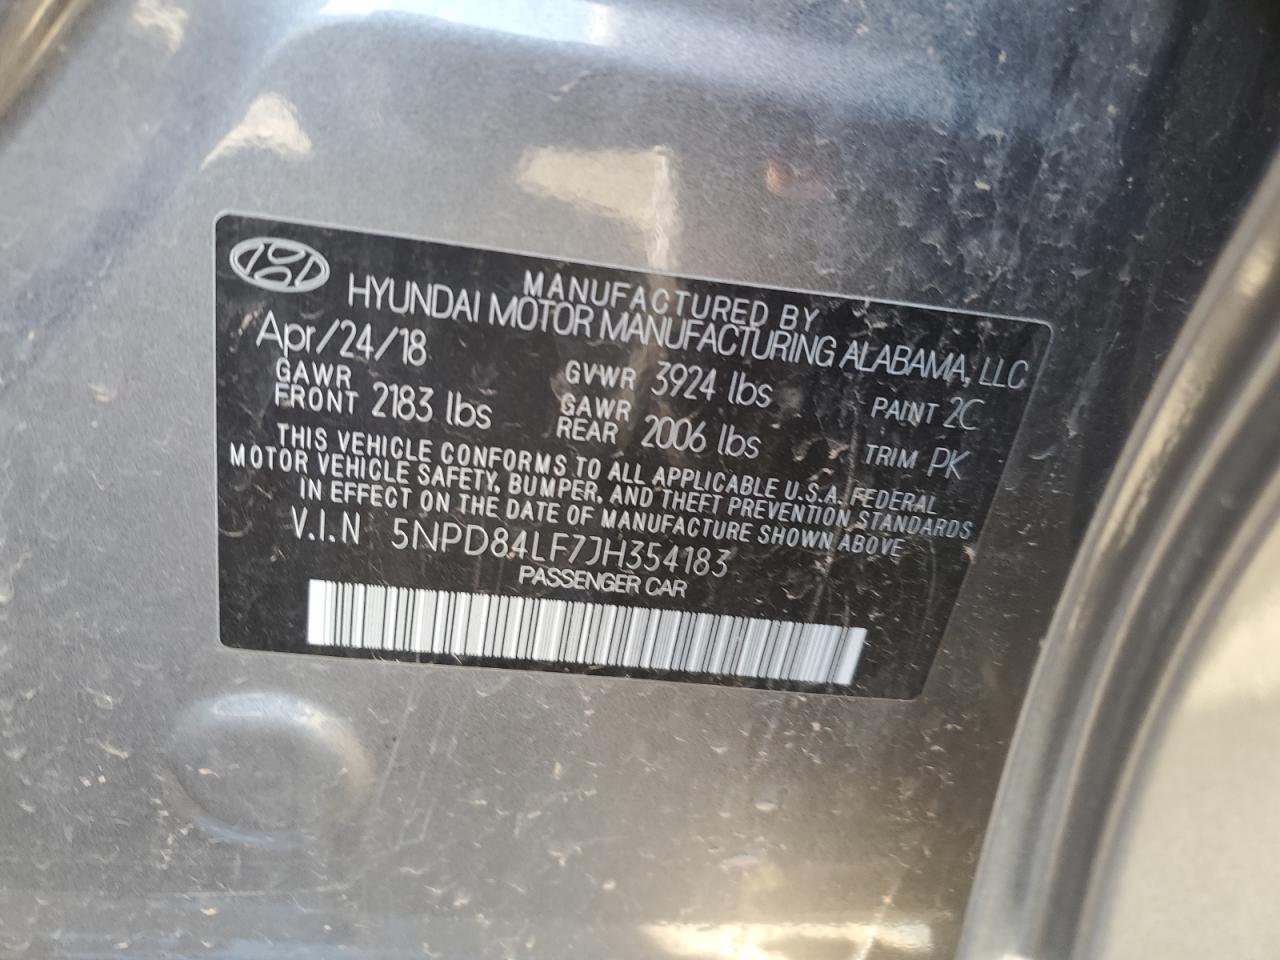 MANUFACTURED BY
HYUNDAI MOTOR MANUFACTURING ALABAMA, LLC
Apr/24/18 GVWR 3924 lbs PAINT 2C
GAWR FRONT 2183 lbs GAWR REAR 2006 lbs TRIM PK
THIS VEHICLE CONFORMS TO ALL APPLICABLE U.S.A. FEDERAL
MOTOR VEHICLE SAFETY, BUMPER, AND THEFT PREVENTION STANDARDS
IN EFFECT ON THE DATE OF MANUFACTURE SHOWN ABOVE
V.I.N 5NPD84LF7JH354183
PASSENGER CAR